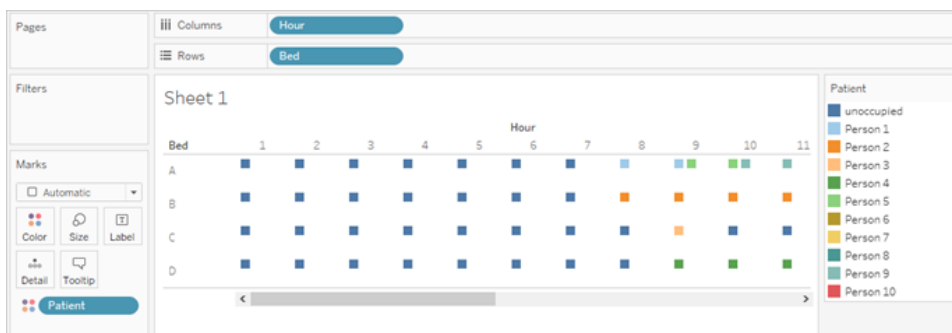 Pages
Columns
Hour
Rows
Bed
Filters
Sheet 1
Hour
Bed 1 2 3 4 5 6 7 8 9 10 11
A
B
C
D
Marks
Automatic
Color Size Label
Detail Tooltip
Patient
Patient
unoccupied
Person 1
Person 2
Person 3
Person 4
Person 5
Person 6
Person 7
Person 8
Person 9
Person 10